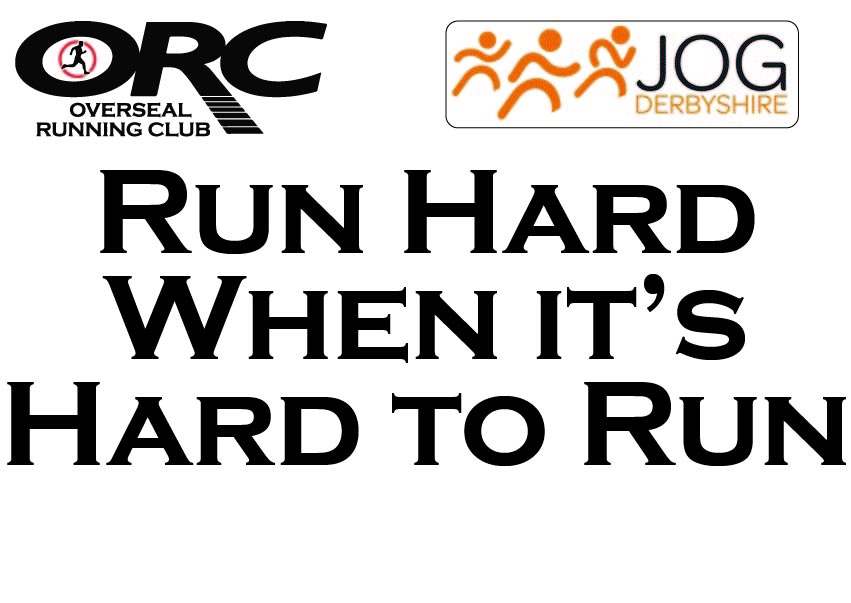 ORC
OVERSEAL
RUNNING CLUB
JOG
DERBYSHIRE
Run Hard
When it’s
Hard to Run